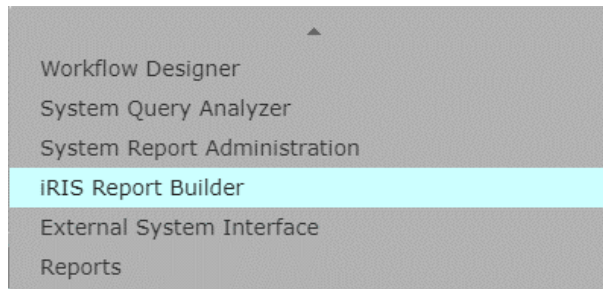 Workflow Designer
System Query Analyzer
System Report Administration
iRIS Report Builder
External System Interface
Reports